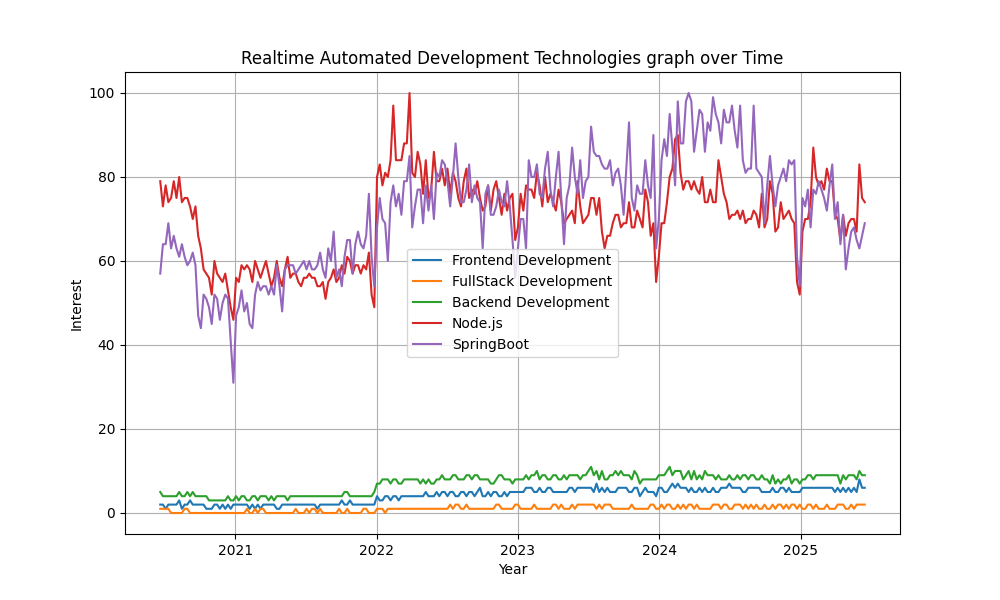 Realtime Automated Development Technologies graph over Time
100
80
60
40
20
0
Interest
Frontend Development
FullStack Development
Backend Development
Node.js
SpringBoot
2021 2022 2023 2024 2025
Year